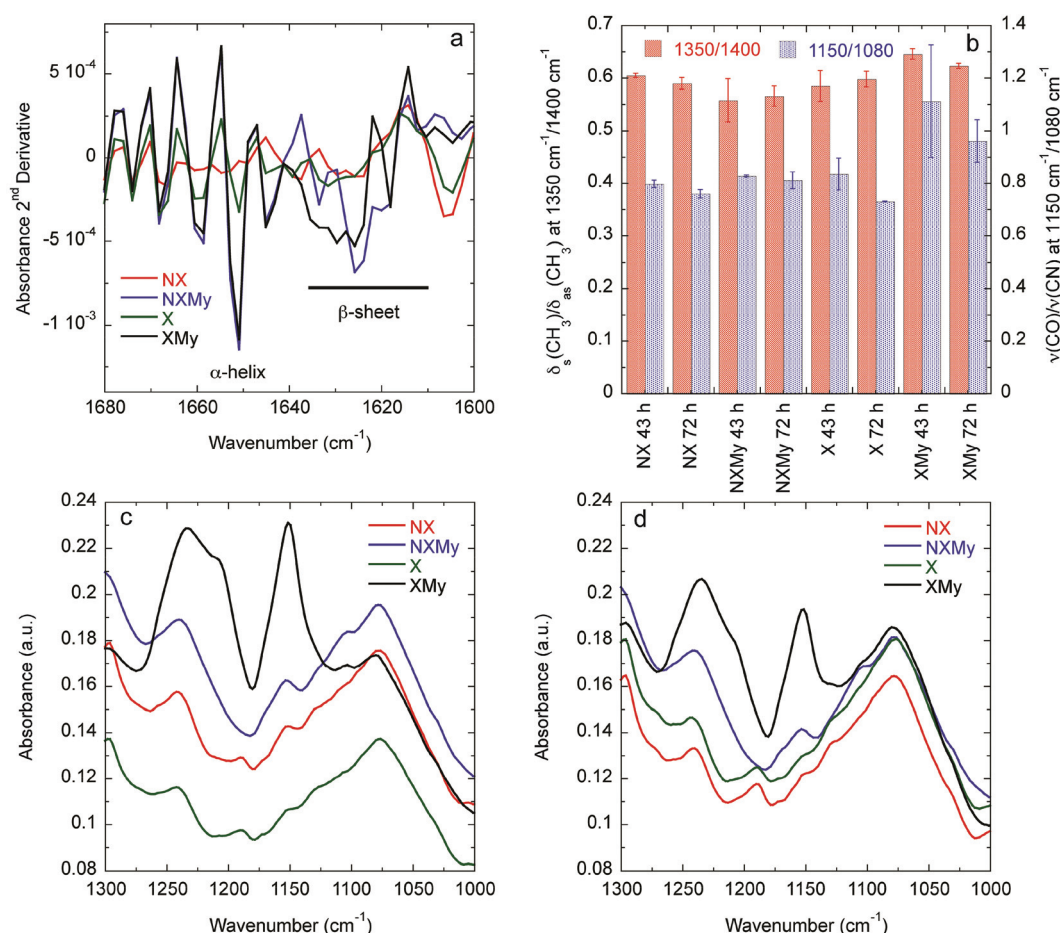 a
Absorbance 2nd Derivative
5 10-4
0
-5 10-4
-1 10-3
NX
NXMy
X
XMy
α-helix
β-sheet
1680 1660 1640 1620 1600
Wavenumber (cm-1)
b
1350/1400 1150/1080
δs(CH3)/δas(CH3) at 1350 cm-1/1400 cm-1
0.7
0.6
0.5
0.4
0.3
0.2
0.1
0
1.4
1.2
1
0.8
0.6
0.4
0.2
0
ν(CO)/ν(CN) at 1150 cm-1/1080 cm-1
NX 43 h
NX 72 h
NXMy 43 h
NXMy 72 h
X 43 h
X 72 h
XMy 43 h
XMy 72 h
c
Absorbance (a.u.)
0.24
0.22
0.2
0.18
0.16
0.14
0.12
0.1
0.08
NX
NXMy
X
XMy
1300 1250 1200 1150 1100 1050 1000
Wavenumber (cm-1)
d
Absorbance (a.u.)
0.24
0.22
0.2
0.18
0.16
0.14
0.12
0.1
0.08
NX
NXMy
X
XMy
1300 1250 1200 1150 1100 1050 1000
Wavenumber (cm-1)